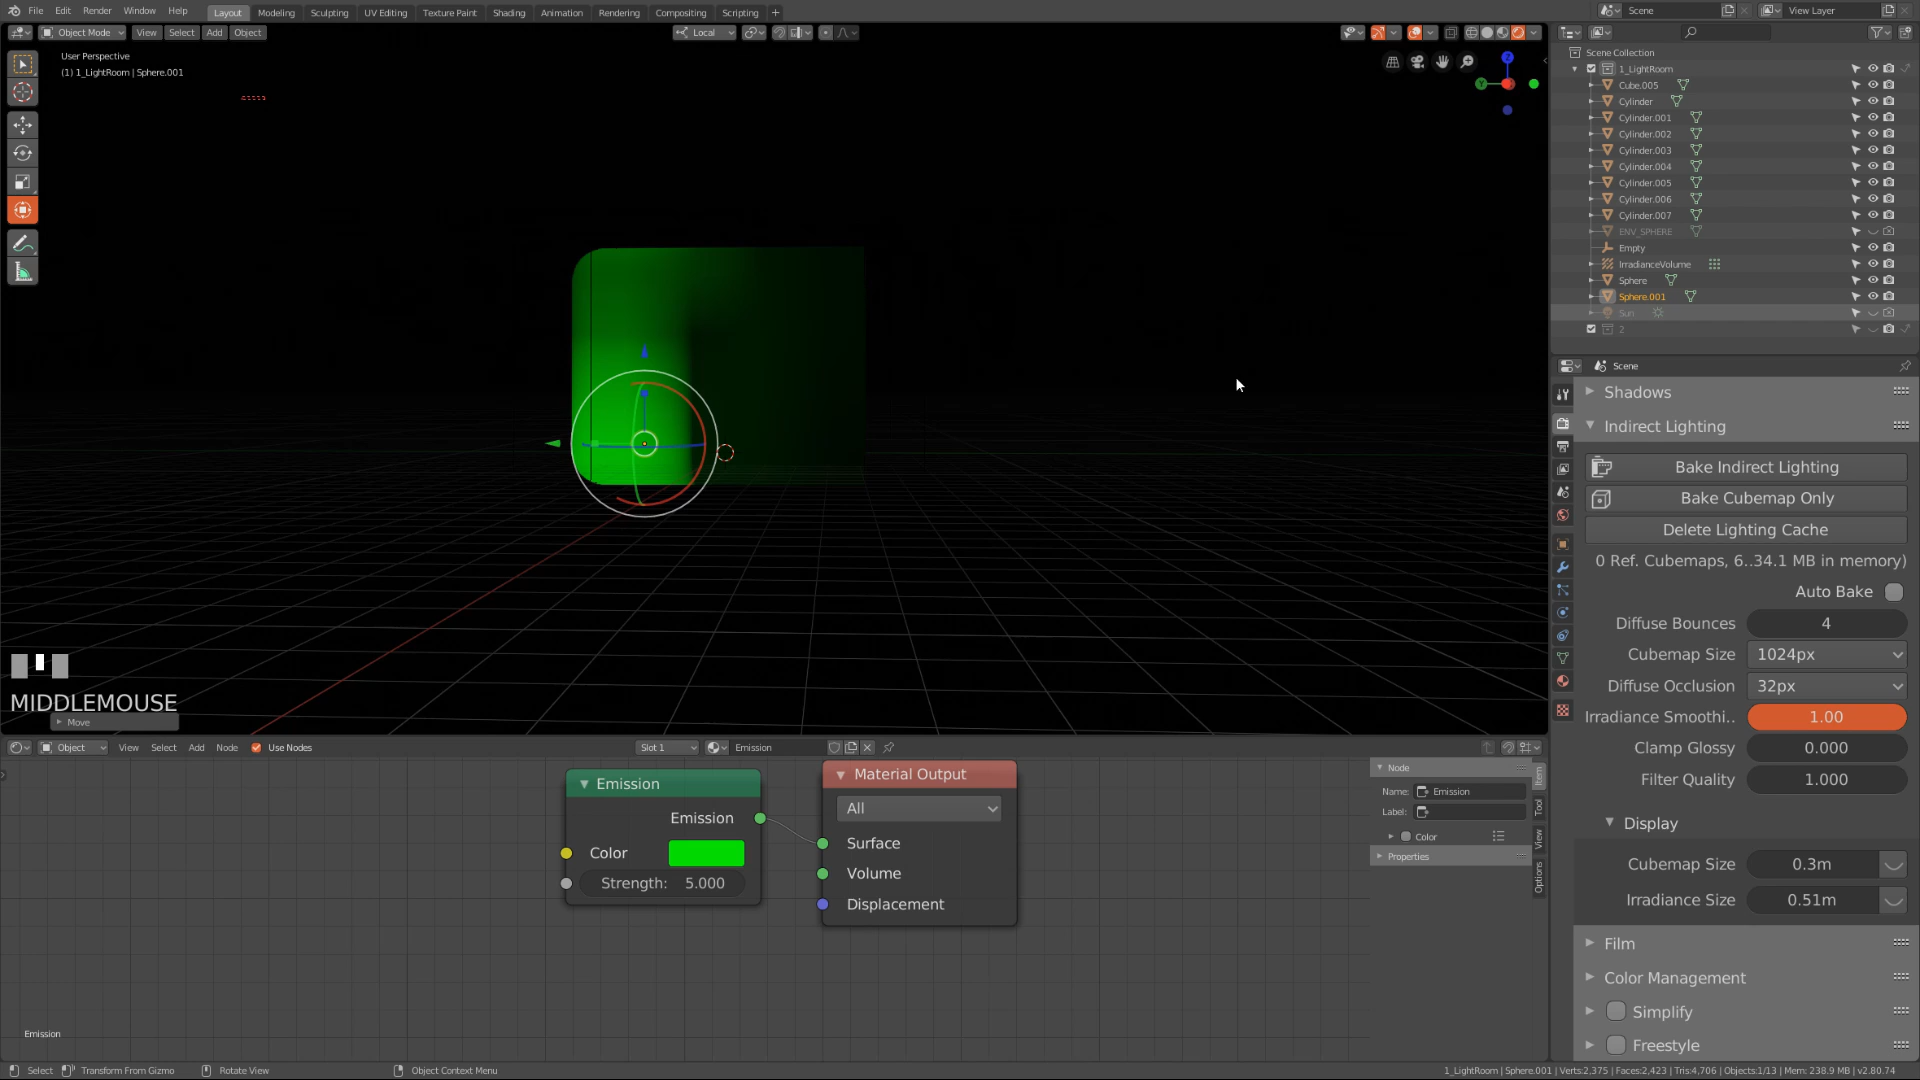 File Edit Render Window Help Layout Modeling Sculpting UV Editing Texture Paint Shading Animation Rendering Compositing Scripting + Scene View Layer
Object Mode View Select Add Object Local
User Perspective
(1) 1_LightRoom | Sphere.001
Z
Y
MIDDLEMOUSE
Move
Scene Collection
1_LightRoom
Cube.005
Cylinder
Cylinder.001
Cylinder.002
Cylinder.003
Cylinder.004
Cylinder.005
Cylinder.006
Cylinder.007
ENV_SPHERE
Empty
IrradianceVolume
Sphere
Sphere.001
Sun
2
Scene
Shadows
Indirect Lighting
Bake Indirect Lighting
Bake Cubemap Only
Delete Lighting Cache
0 Ref. Cubemaps, 6..34.1 MB in memory)
Auto Bake
Diffuse Bounces 4
Cubemap Size 1024px
Diffuse Occlusion 32px
Irradiance Smoothi.. 1.00
Clamp Glossy 0.000
Filter Quality 1.000
Display
Cubemap Size 0.3m
Irradiance Size 0.51m
Film
Color Management
Simplify
Freestyle
Object View Select Add Node Use Nodes Slot 1 Emission
Emission
Emission
Color
Strength: 5.000
Material Output
All
Surface
Volume
Displacement
Node
Name: Emission
Label:
Color
Properties
Item
Tool
View
Options
Emission
Select Transform From Gizmo Rotate View Object Context Menu
1_LightRoom | Sphere.001 | Verts:2,375 | Faces:2,423 | Tris:4,706 | Objects:1/13 | Mem: 238.9 MB | v2.80.74